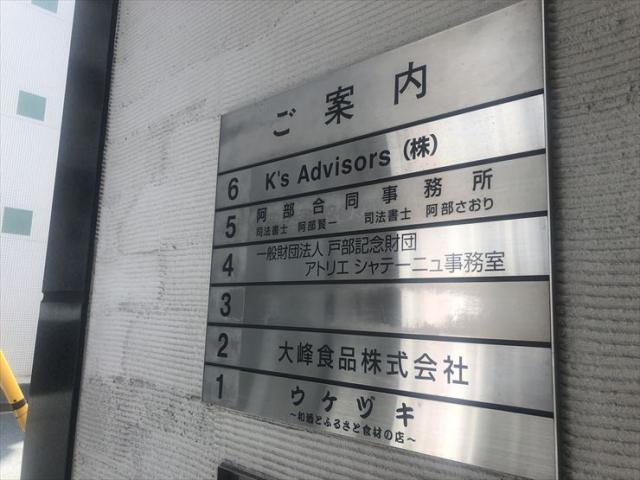 ご案内
6 K's Advisors (株)
5 阿部合同事務所
司法書士 阿部賢一 司法書士 阿部さおり
4 一般財団法人 戸部記念財団
アトリエ シャテーニュ事務室
3
2 大峰食品株式会社
1 ウケヅキ
~和酒とふるさと食材の店~